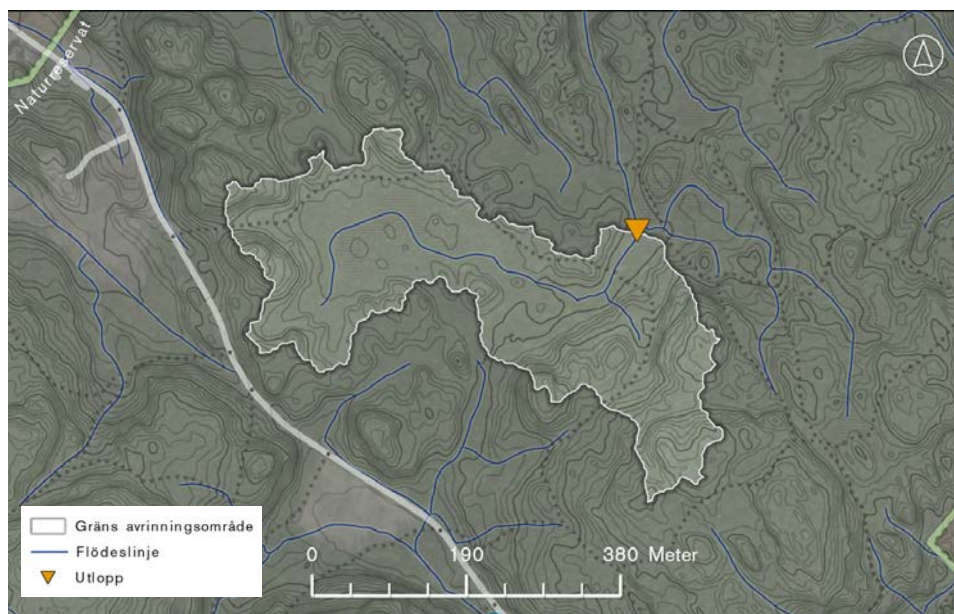 Naturreservat
Gräns avrinningsområde
Flödeslinje
Utlopp
0 190 380 Meter